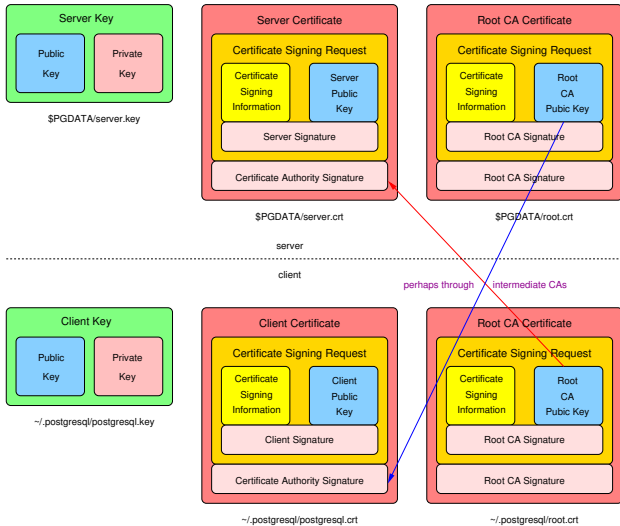 Server Key
Public
Key
Private
Key
$PGDATA/server.key
Server Certificate
Certificate Signing Request
Certificate
Signing
Information
Server
Public
Key
Server Signature
Certificate Authority Signature
$PGDATA/server.crt
Root CA Certificate
Certificate Signing Request
Certificate
Signing
Information
Root
CA
Pubic Key
Root CA Signature
Root CA Signature
$PGDATA/root.crt
server
client
perhaps through intermediate CAs
Client Key
Public
Key
Private
Key
~/.postgresql/postgresql.key
Client Certificate
Certificate Signing Request
Certificate
Signing
Information
Client
Public
Key
Client Signature
Certificate Authority Signature
~/.postgresql/postgresql.crt
Root CA Certificate
Certificate Signing Request
Certificate
Signing
Information
Root
CA
Pubic Key
Root CA Signature
Root CA Signature
~/.postgresql/root.crt